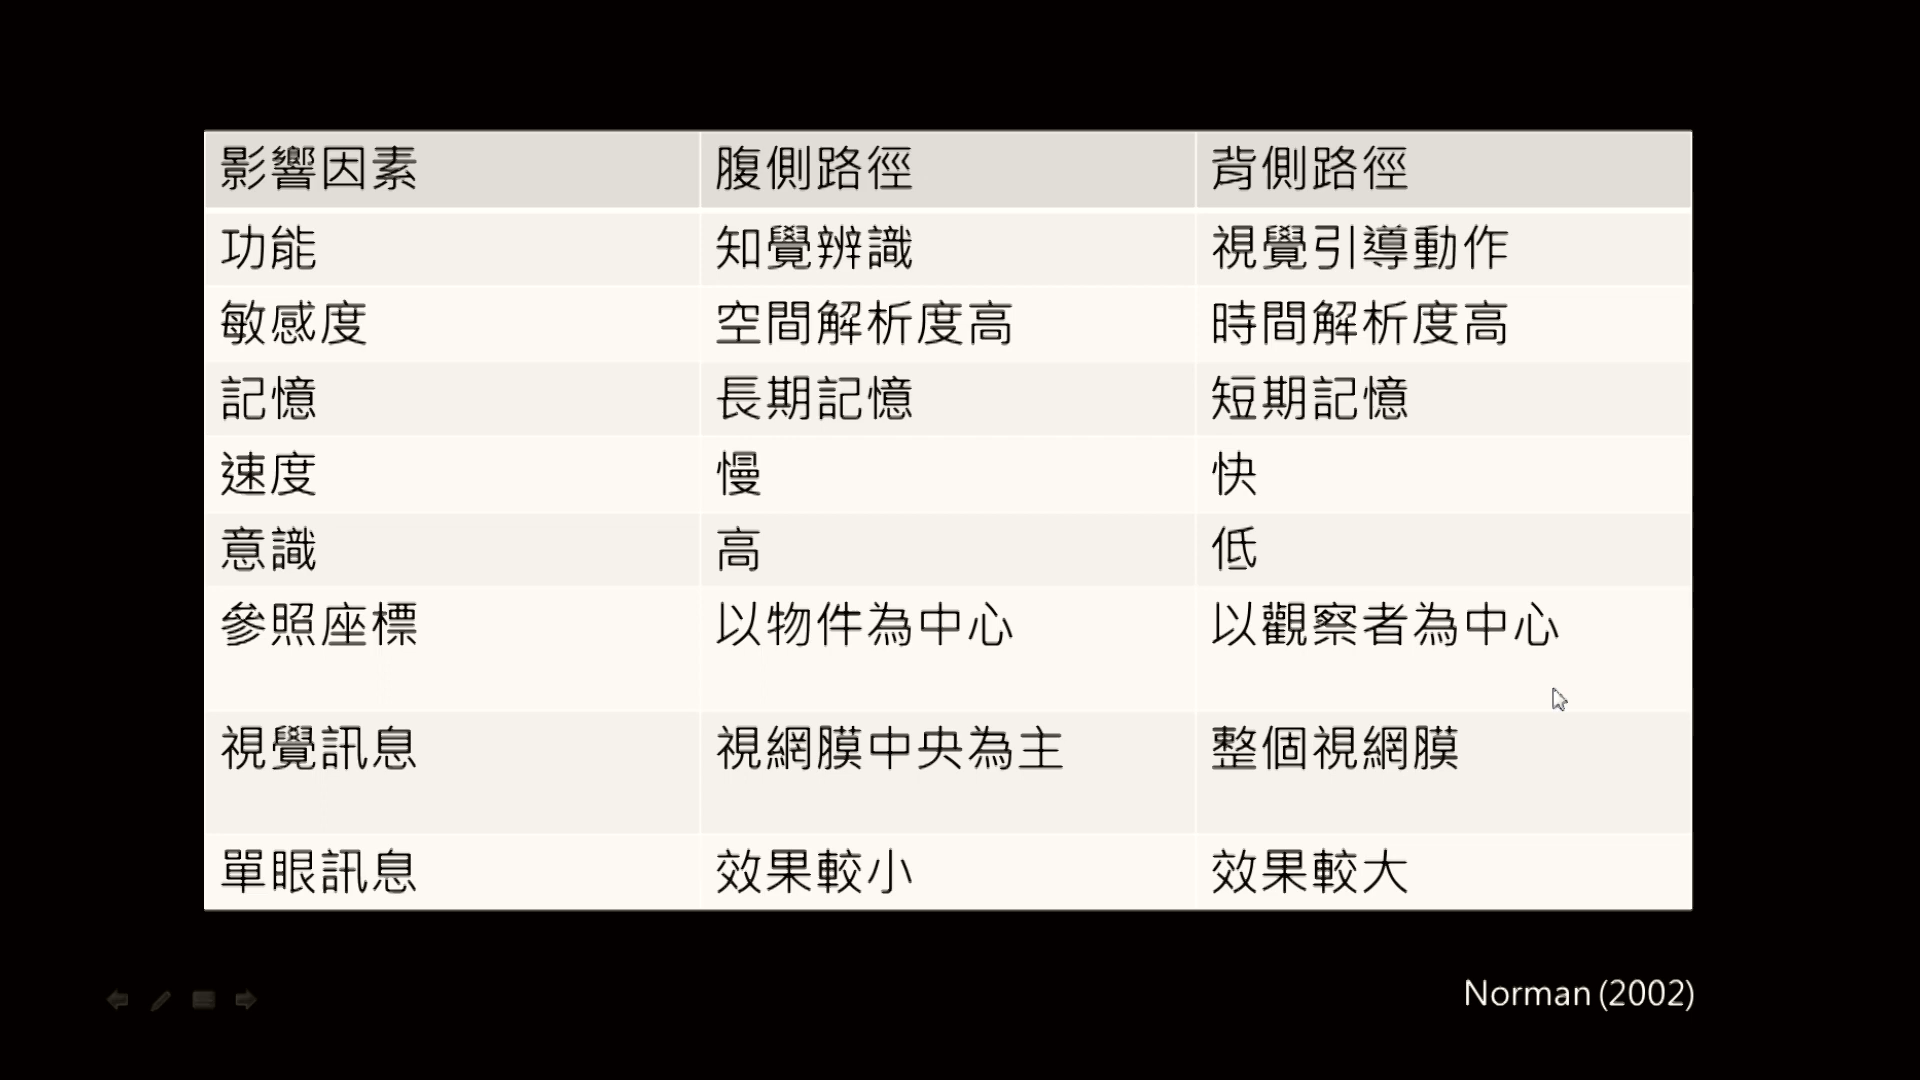 影響因素 腹側路徑 背側路徑
功能 知覺辨識 視覺引導動作
敏感度 空間解析度高 時間解析度高
記憶 長期記憶 短期記憶
速度 慢 快
意識 高 低
參照座標 以物件為中心 以觀察者為中心
視覺訊息 視網膜中央為主 整個視網膜
單眼訊息 效果較小 效果較大
Norman (2002)